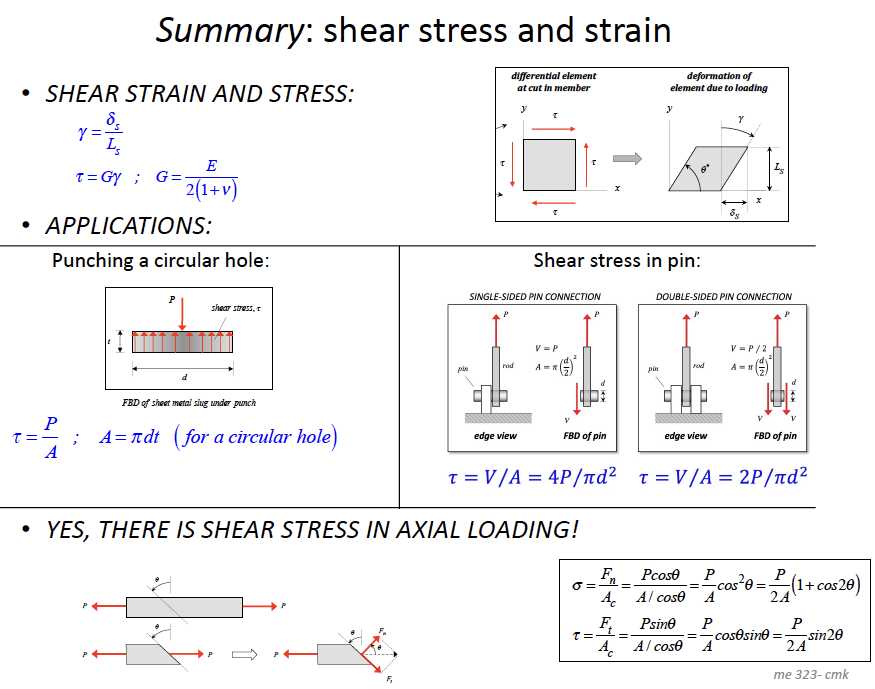 Summary: shear stress and strain
• SHEAR STRAIN AND STRESS:
γ = δs / Ls
τ = Gγ ; G = E / 2(1+ν)
differential element
at cut in member
y
τ
τ
τ
τ
x
deformation of
element due to loading
y
γ
θ*
Ls
x
δs
• APPLICATIONS:
Punching a circular hole:
P
shear stress, τ
t
d
FBD of sheet metal slug under punch
τ = P / A ; A = πdt (for a circular hole)
Shear stress in pin:
SINGLE-SIDED PIN CONNECTION
P
P
V = P
A = π(d/2)²
pin
rod
d
V
edge view
FBD of pin
τ = V/A = 4P/πd²
DOUBLE-SIDED PIN CONNECTION
P
P
V = P / 2
A = π(d/2)²
pin
rod
d
V
V
edge view
FBD of pin
τ = V/A = 2P/πd²
• YES, THERE IS SHEAR STRESS IN AXIAL LOADING!
θ
P
P
θ
P
P
P
θ
Fn
θ
Ft
σ = Fn / Ac = Pcosθ / A/cosθ = P/A cos²θ = P/2A (1+cos2θ)
τ = Ft / Ac = Psinθ / A/cosθ = P/A cosθsinθ = P/2A sin2θ
me 323- cmk